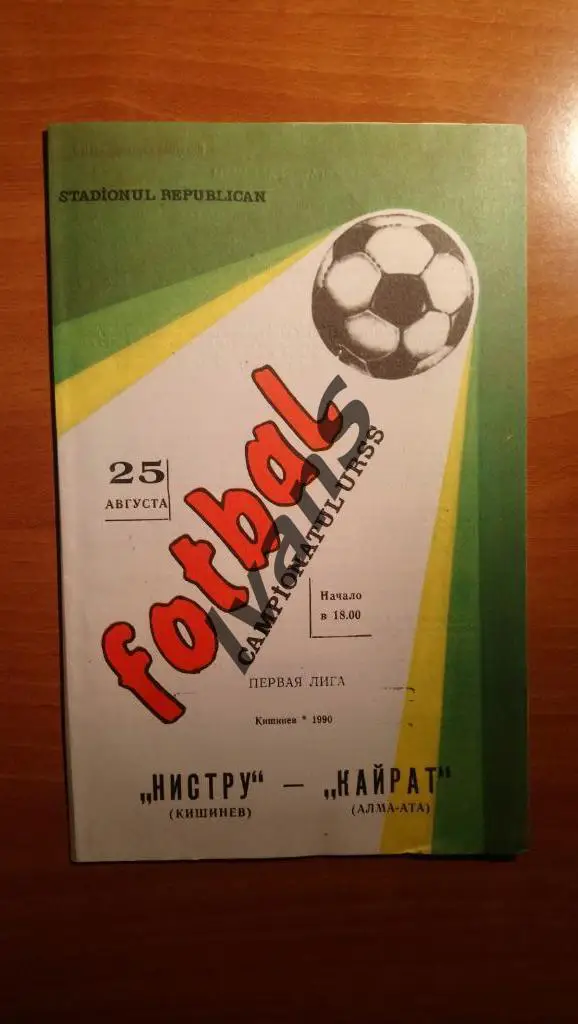 STADIONUL REPUBLICAN
fotbal
CAMPIONATUL URSS
25
АВГУСТА
Начало
в 18.00
ПЕРВАЯ ЛИГА
Кишинев * 1990
„НИСТРУ“ — „КАЙРАТ“
(КИШИНЕВ) (АЛМА-АТА)